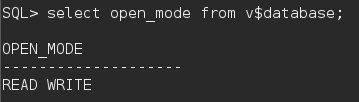 SQL> select open_mode from v$database;
OPEN_MODE
--------------------
READ WRITE